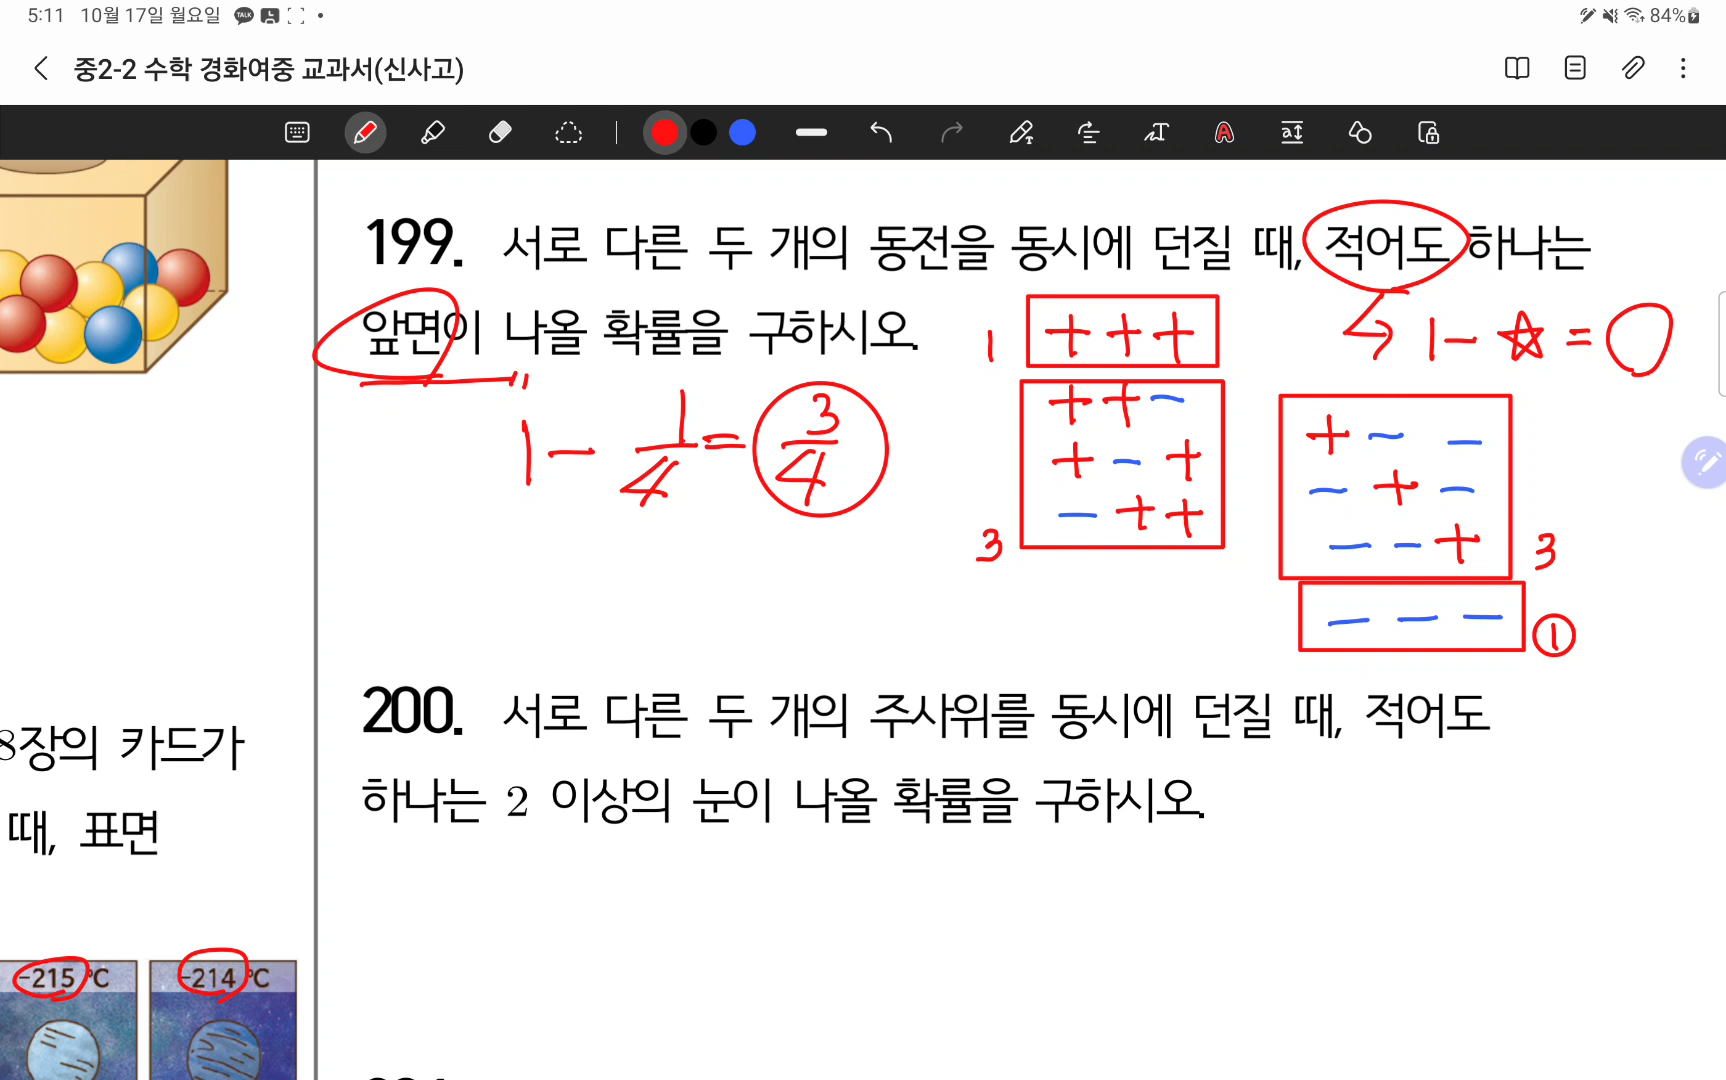 5:11 10월 17일 월요일 TALK 84%
중2-2 수학 경화여중 교과서(신사고)
199. 서로 다른 두 개의 동전을 동시에 던질 때, 적어도 하나는
앞면이 나올 확률을 구하시오.
1 - ☆ = ○
1 - 1/4 = 3/4
1 + + +
+ + -
+ - +
- + +
3
+ - -
- + -
- - +
3
- - - ①
200. 서로 다른 두 개의 주사위를 동시에 던질 때, 적어도
하나는 2 이상의 눈이 나올 확률을 구하시오.
8장의 카드가
때, 표면
-215 °C
-214 °C